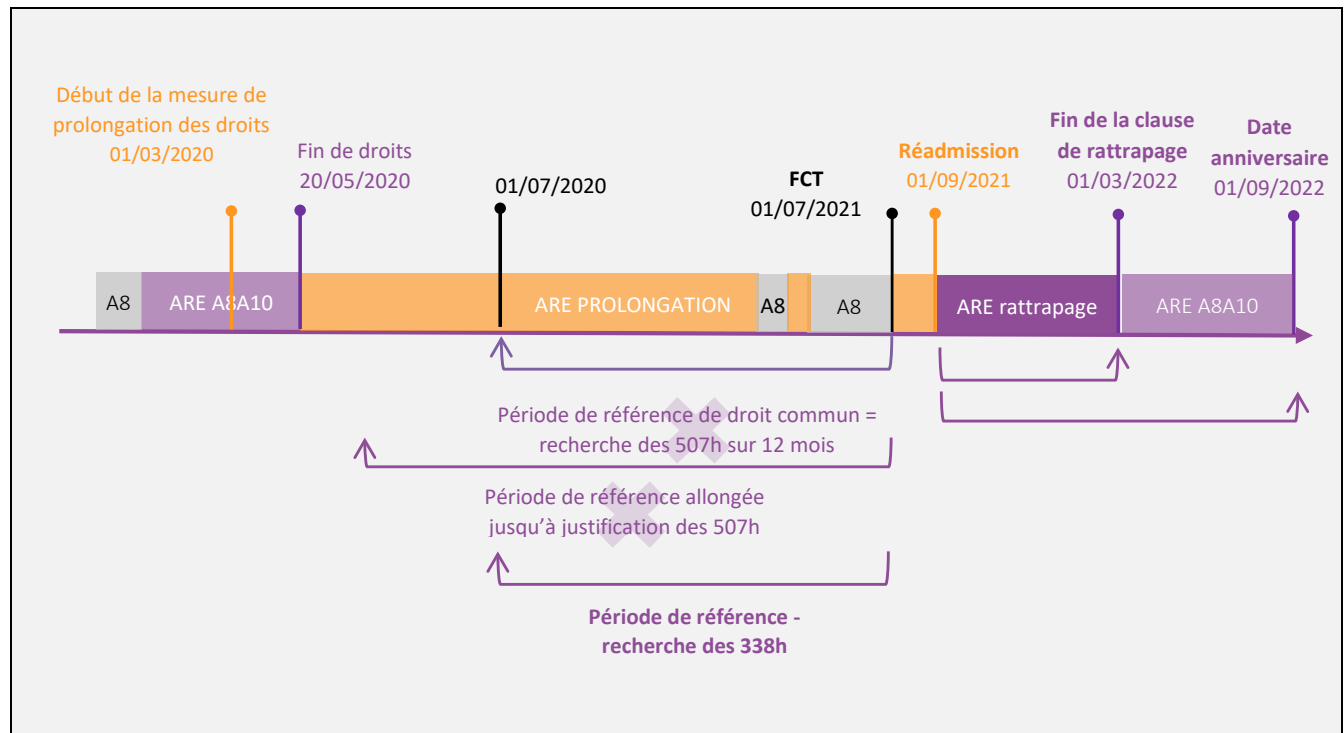 Début de la mesure de
prolongation des droits
01/03/2020
Fin de droits
20/05/2020
01/07/2020
FCT
01/07/2021
Réadmission
01/09/2021
Fin de la clause
de rattrapage
01/03/2022
Date
anniversaire
01/09/2022
A8
ARE A8A10
ARE PROLONGATION
A8
A8
ARE rattrapage
ARE A8A10
Période de référence de droit commun =
recherche des 507h sur 12 mois
Période de référence allongée
jusqu'à justification des 507h
Période de référence -
recherche des 338h